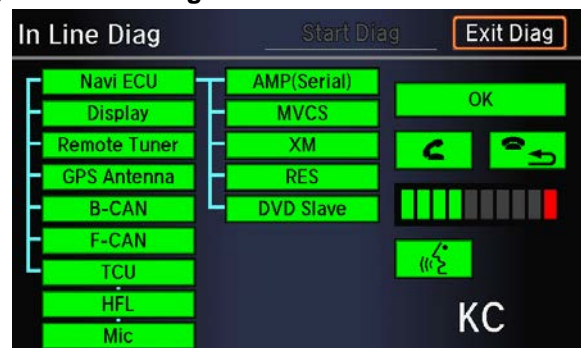 In Line Diag
Start Diag
Exit Diag
Navi ECU
Display
Remote Tuner
GPS Antenna
B-CAN
F-CAN
TCU
HFL
Mic
AMP(Serial)
MVCS
XM
RES
DVD Slave
OK
KC